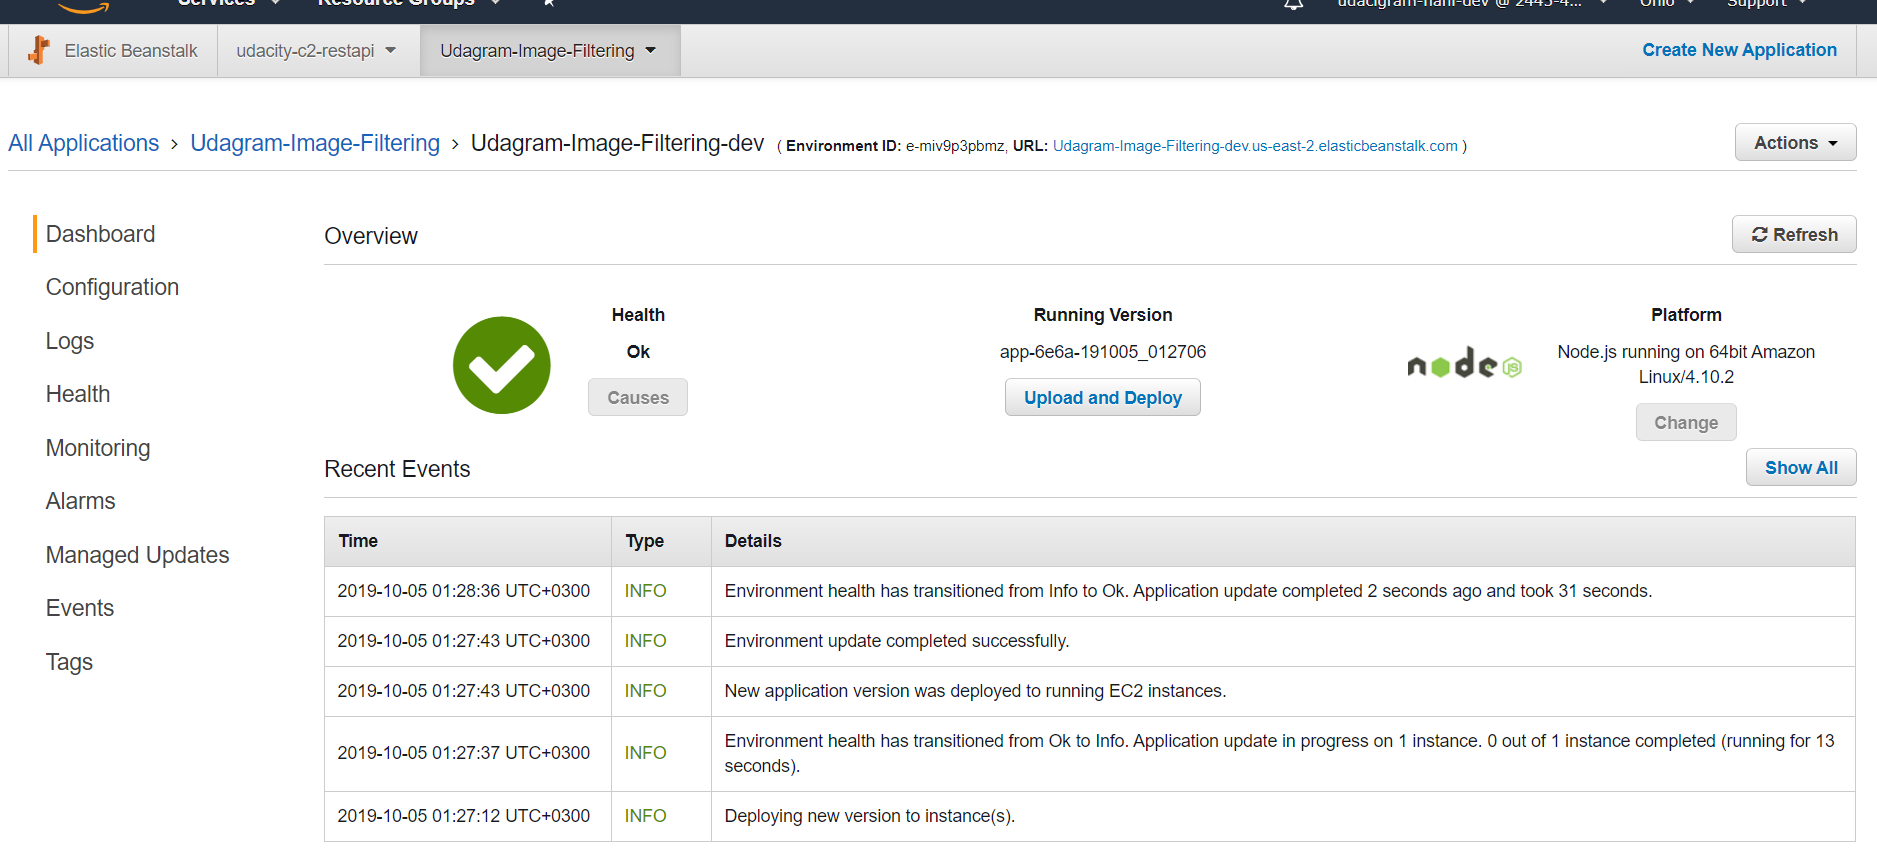 Services Resource Groups Ohio Support
Elastic Beanstalk udacity-c2-restapi Udagram-Image-Filtering Create New Application
All Applications › Udagram-Image-Filtering › Udagram-Image-Filtering-dev ( Environment ID: e-miv9p3pbmz, URL: Udagram-Image-Filtering-dev.us-east-2.elasticbeanstalk.com ) Actions
Dashboard
Configuration
Logs
Health
Monitoring
Alarms
Managed Updates
Events
Tags
Overview Refresh
Health
Ok
Causes
Running Version
app-6e6a-191005_012706
Upload and Deploy
node JS
Platform
Node.js running on 64bit Amazon
Linux/4.10.2
Change
Recent Events Show All
Time Type Details
2019-10-05 01:28:36 UTC+0300 INFO Environment health has transitioned from Info to Ok. Application update completed 2 seconds ago and took 31 seconds.
2019-10-05 01:27:43 UTC+0300 INFO Environment update completed successfully.
2019-10-05 01:27:43 UTC+0300 INFO New application version was deployed to running EC2 instances.
2019-10-05 01:27:37 UTC+0300 INFO Environment health has transitioned from Ok to Info. Application update in progress on 1 instance. 0 out of 1 instance completed (running for 13
seconds).
2019-10-05 01:27:12 UTC+0300 INFO Deploying new version to instance(s).